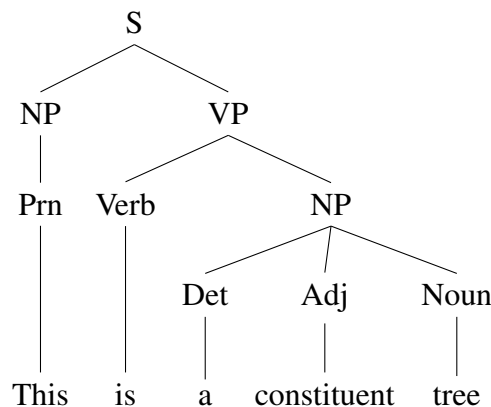 S
NP VP
Prn Verb NP
Det Adj Noun
This is a constituent tree